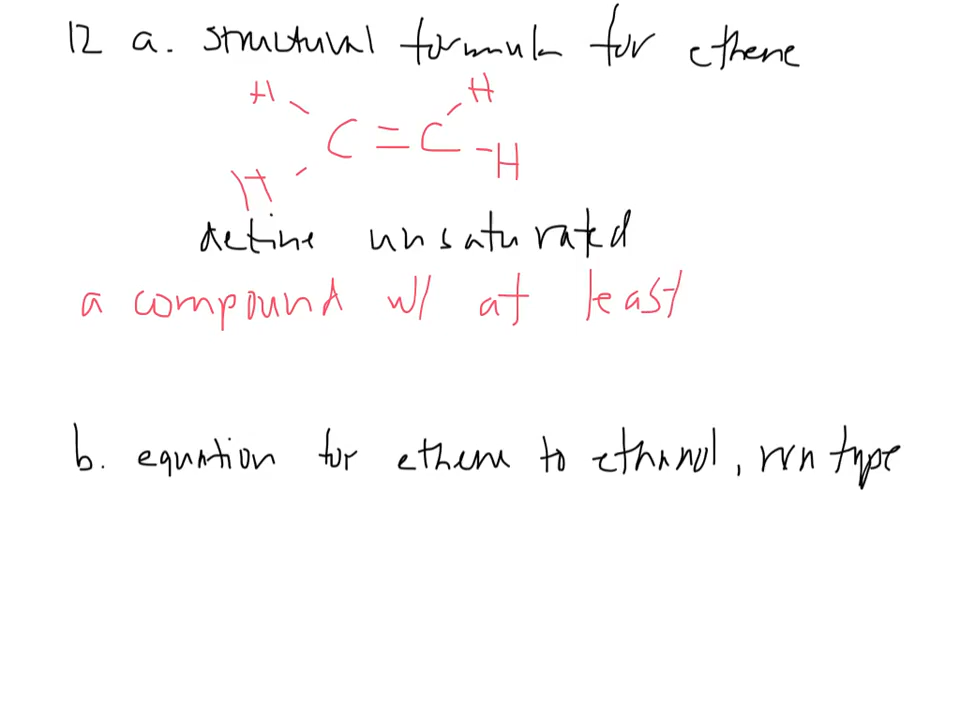 12 a. structural formula for ethene
H H
C = C
H -H
define unsaturated
a compound w/ at least
b. equation for ethene to ethanol, rxn type